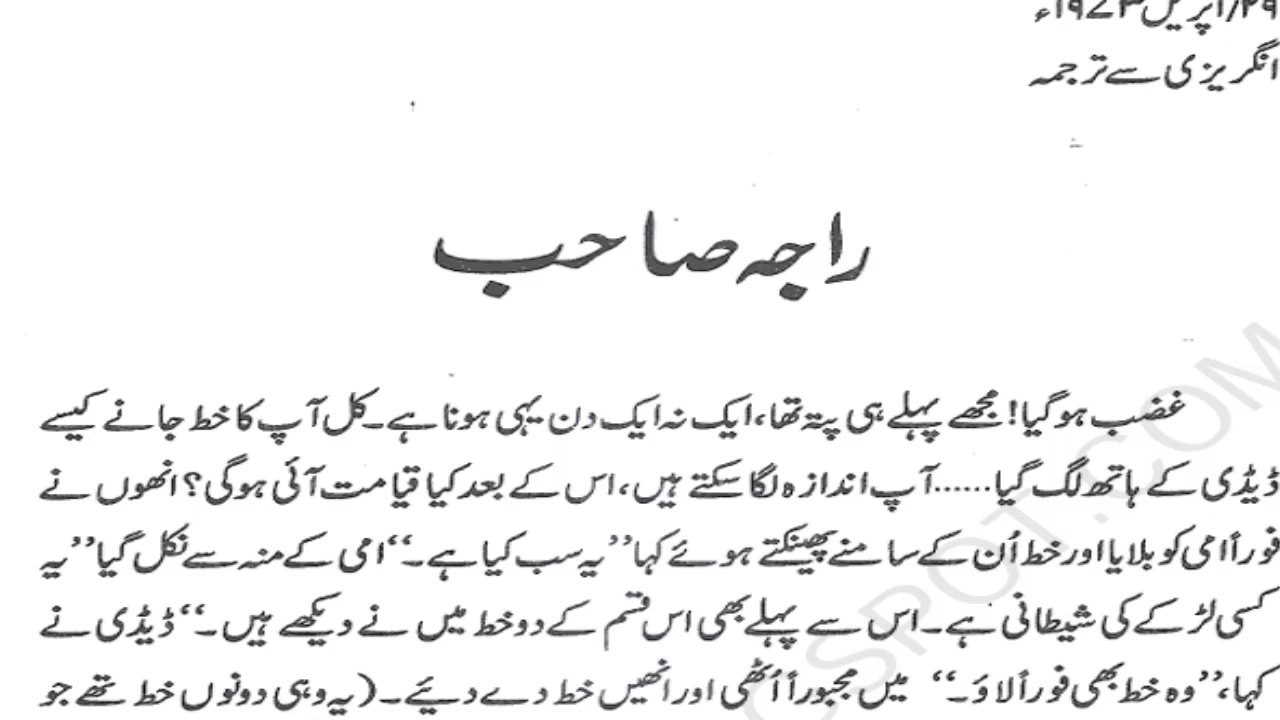 ۲۹/اپریل ۱۹۷۳ء
انگریزی سے ترجمہ
راجہ صاحب
غضب ہو گیا! مجھے پہلے ہی پتہ تھا، ایک نہ ایک دن یہی ہونا ہے۔ کل آپ کا خط جانے کیسے
ڈیڈی کے ہاتھ لگ گیا......آپ اندازہ لگا سکتے ہیں، اس کے بعد کیا قیامت آئی ہوگی؟ انھوں نے
فوراً امی کو بلایا اور خط اُن کے سامنے پھینکتے ہوئے کہا ’’یہ سب کیا ہے۔‘‘ امی کے منہ سے نکل گیا ’’یہ
کسی لڑکے کی شیطانی ہے۔ اس سے پہلے بھی اس قسم کے دو خط میں نے دیکھے ہیں۔‘‘ ڈیڈی نے
کہا، ’’وہ خط بھی فوراً لاؤ۔‘‘ میں مجبوراً اُٹھی اور انھیں خط دے دیئے۔ (یہ وہی دونوں خط تھے جو
SPOT.COM